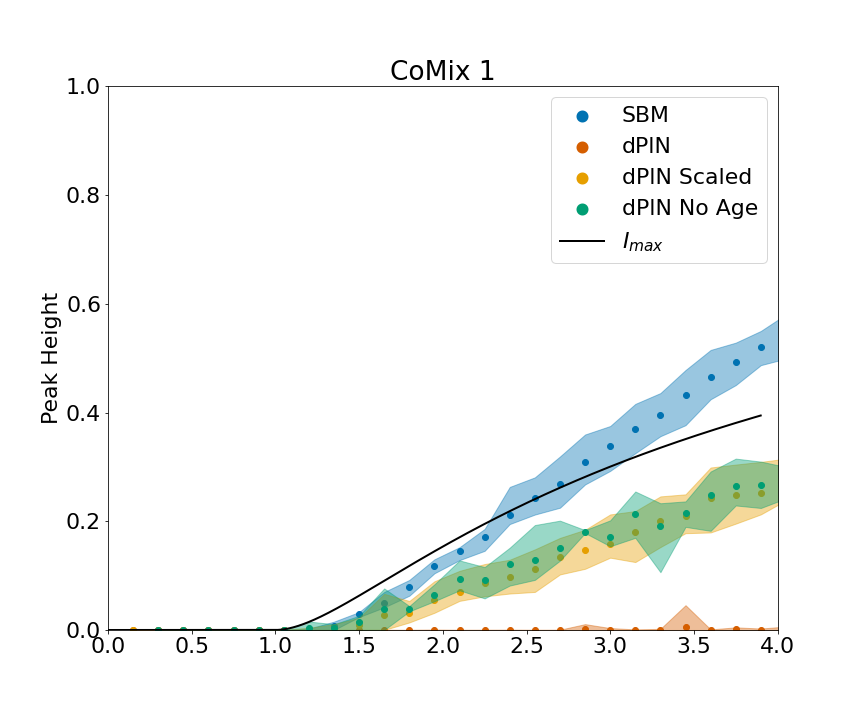 CoMix 1
1.0
0.8
0.6
0.4
0.2
0.0
Peak Height
SBM
dPIN
dPIN Scaled
dPIN No Age
I_max
0.0 0.5 1.0 1.5 2.0 2.5 3.0 3.5 4.0